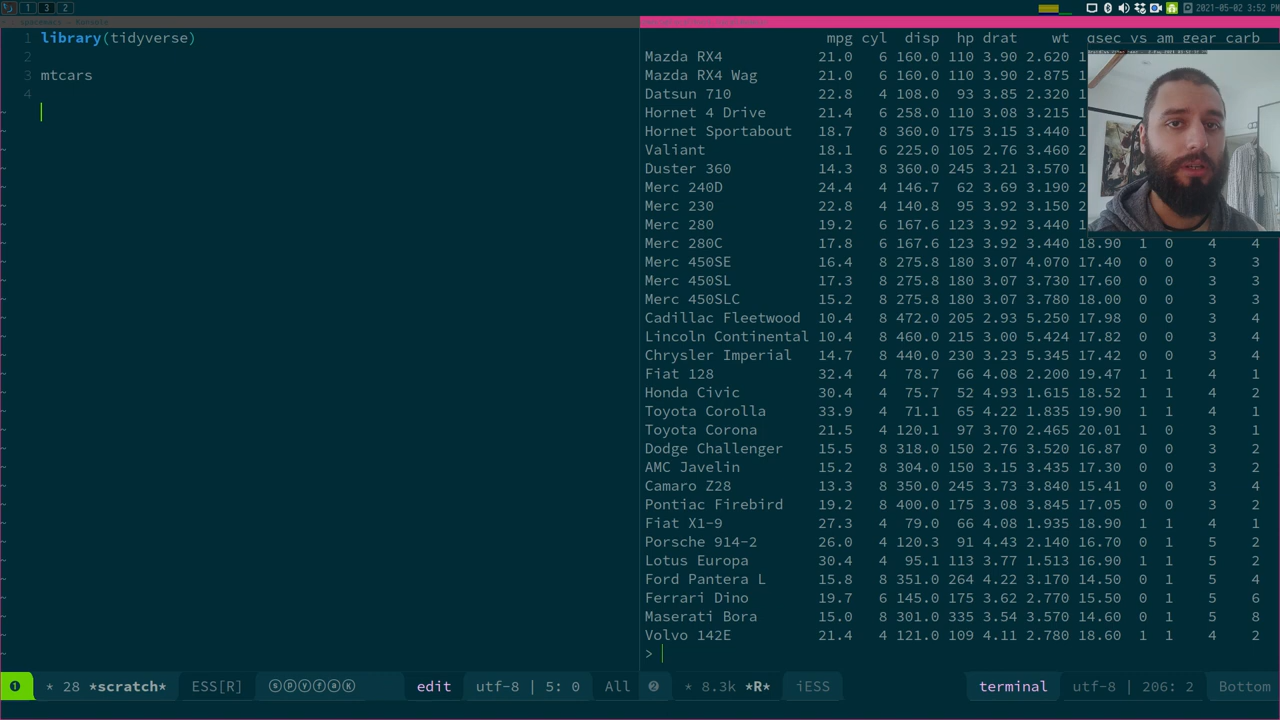 1 3 2
2021-05-02 3:52 PM
spacemacs — Konsole
1 library(tidyverse)
2
3 mtcars
4
mpg cyl disp hp drat wt qsec vs am gear carb
Mazda RX4 21.0 6 160.0 110 3.90 2.620 1
Mazda RX4 Wag 21.0 6 160.0 110 3.90 2.875 1
Datsun 710 22.8 4 108.0 93 3.85 2.320 1
Hornet 4 Drive 21.4 6 258.0 110 3.08 3.215 1
Hornet Sportabout 18.7 8 360.0 175 3.15 3.440 1
Valiant 18.1 6 225.0 105 2.76 3.460 2
Duster 360 14.3 8 360.0 245 3.21 3.570 1
Merc 240D 24.4 4 146.7 62 3.69 3.190 2
Merc 230 22.8 4 140.8 95 3.92 3.150 2
Merc 280 19.2 6 167.6 123 3.92 3.440 1
Merc 280C 17.8 6 167.6 123 3.92 3.440 18.90 1 0 4 4
Merc 450SE 16.4 8 275.8 180 3.07 4.070 17.40 0 0 3 3
Merc 450SL 17.3 8 275.8 180 3.07 3.730 17.60 0 0 3 3
Merc 450SLC 15.2 8 275.8 180 3.07 3.780 18.00 0 0 3 3
Cadillac Fleetwood 10.4 8 472.0 205 2.93 5.250 17.98 0 0 3 4
Lincoln Continental 10.4 8 460.0 215 3.00 5.424 17.82 0 0 3 4
Chrysler Imperial 14.7 8 440.0 230 3.23 5.345 17.42 0 0 3 4
Fiat 128 32.4 4 78.7 66 4.08 2.200 19.47 1 1 4 1
Honda Civic 30.4 4 75.7 52 4.93 1.615 18.52 1 1 4 2
Toyota Corolla 33.9 4 71.1 65 4.22 1.835 19.90 1 1 4 1
Toyota Corona 21.5 4 120.1 97 3.70 2.465 20.01 1 0 3 1
Dodge Challenger 15.5 8 318.0 150 2.76 3.520 16.87 0 0 3 2
AMC Javelin 15.2 8 304.0 150 3.15 3.435 17.30 0 0 3 2
Camaro Z28 13.3 8 350.0 245 3.73 3.840 15.41 0 0 3 4
Pontiac Firebird 19.2 8 400.0 175 3.08 3.845 17.05 0 0 3 2
Fiat X1-9 27.3 4 79.0 66 4.08 1.935 18.90 1 1 4 1
Porsche 914-2 26.0 4 120.3 91 4.43 2.140 16.70 0 1 5 2
Lotus Europa 30.4 4 95.1 113 3.77 1.513 16.90 1 1 5 2
Ford Pantera L 15.8 8 351.0 264 4.22 3.170 14.50 0 1 5 4
Ferrari Dino 19.7 6 145.0 175 3.62 2.770 15.50 0 1 5 6
Maserati Bora 15.0 8 301.0 335 3.54 3.570 14.60 0 1 5 8
Volvo 142E 21.4 4 121.0 109 4.11 2.780 18.60 1 1 4 2
>
❶ * 28 *scratch* ESS[R] ⓢⓟⓨⓕⓐⓀ edit utf-8 | 5: 0 All
❷ * 8.3k *R* iESS terminal utf-8 | 206: 2 Bottom